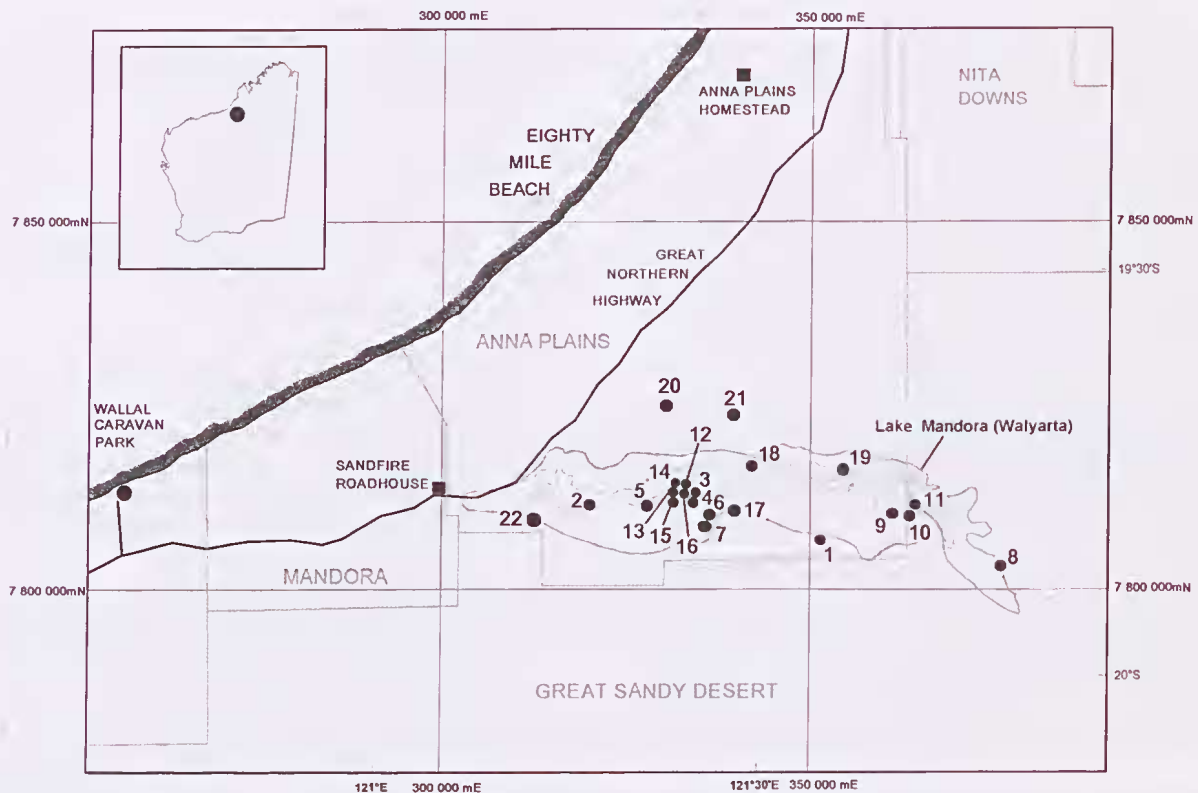 300 000 mE
350 000 mE
NITA
DOWNS
ANNA PLAINS
HOMESTEAD
EIGHTY
MILE
BEACH
7 850 000mN
7 850 000mN
GREAT
NORTHERN
HIGHWAY
19°30'S
ANNA PLAINS
20
21
WALLAL
CARAVAN
PARK
12
Lake Mandora (Walyarta)
18
19
SANDFIRE
ROADHOUSE
14
3
2
5
4
6
17
11
22
13
9
10
15
7
16
1
8
MANDORA
7 800 000mN
7 800 000mN
GREAT SANDY DESERT
20°S
121°E
300 000 mE
121°30'E
350 000 mE